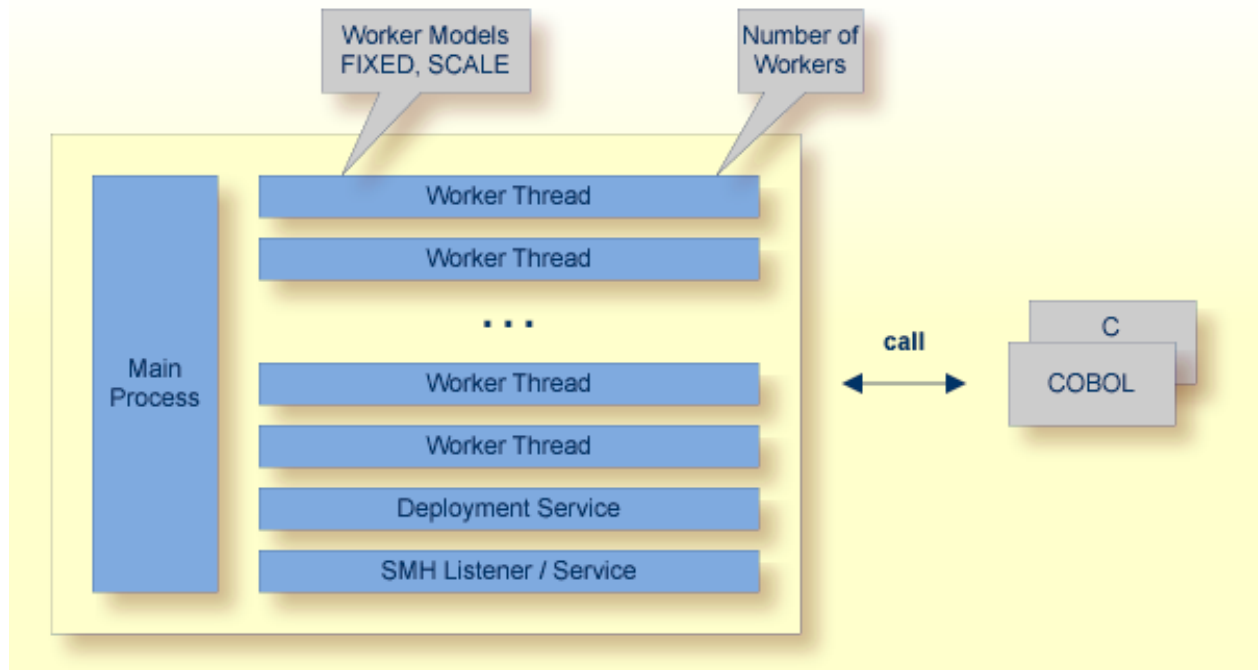 Worker Models
FIXED, SCALE
Number of
Workers
Worker Thread
Worker Thread
...
Main
Process
Worker Thread
Worker Thread
Deployment Service
SMH Listener / Service
call
C
COBOL